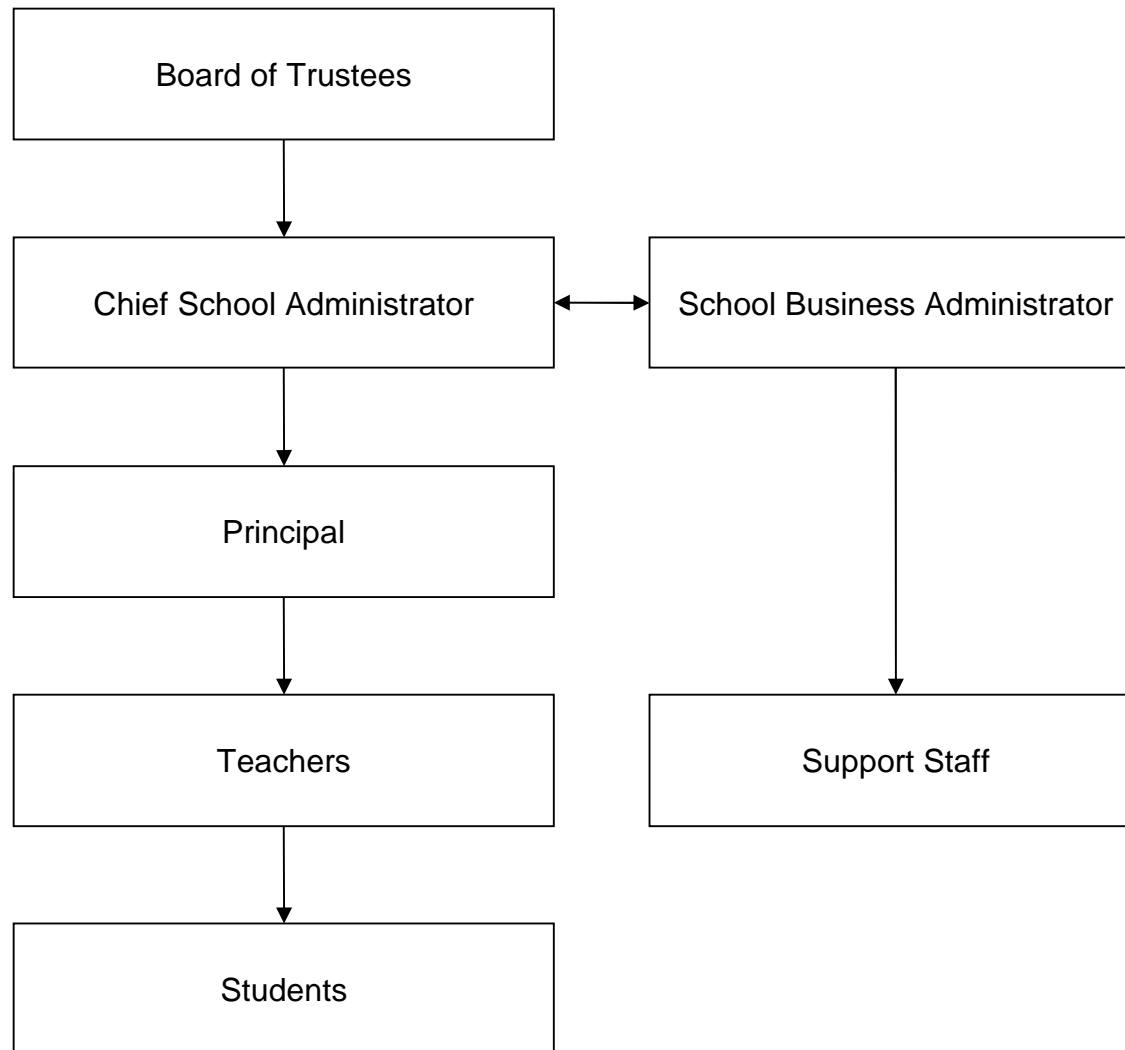 Board of Trustees
Chief School Administrator
School Business Administrator
Principal
Teachers
Support Staff
Students